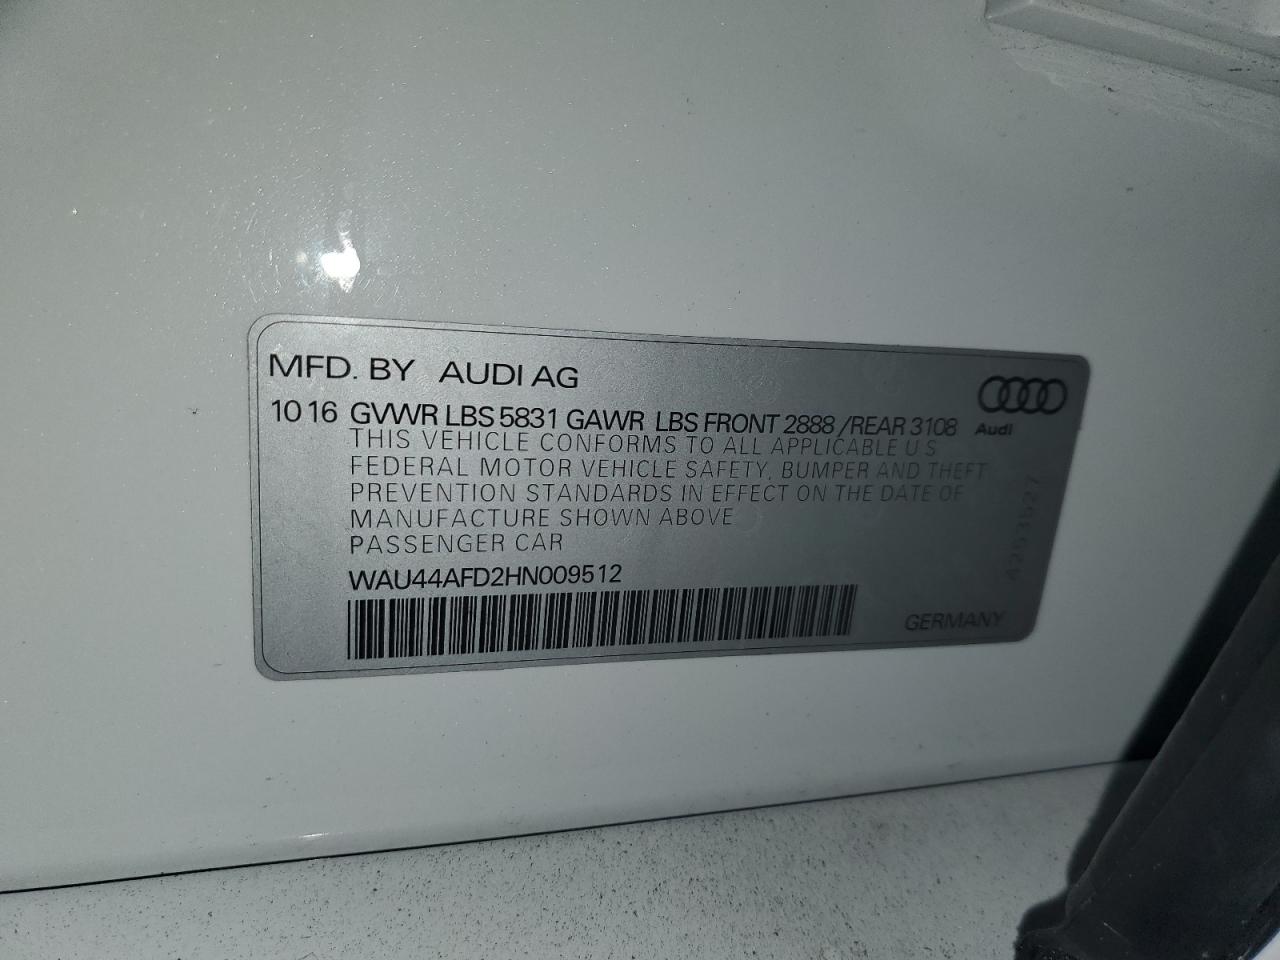 MFD. BY AUDI AG
10 16 GVWR LBS 5831 GAWR LBS FRONT 2888 /REAR 3108
Audi
THIS VEHICLE CONFORMS TO ALL APPLICABLE U S
FEDERAL MOTOR VEHICLE SAFETY, BUMPER AND THEFT
PREVENTION STANDARDS IN EFFECT ON THE DATE OF
MANUFACTURE SHOWN ABOVE
PASSENGER CAR
WAU44AFD2HN009512
GERMANY